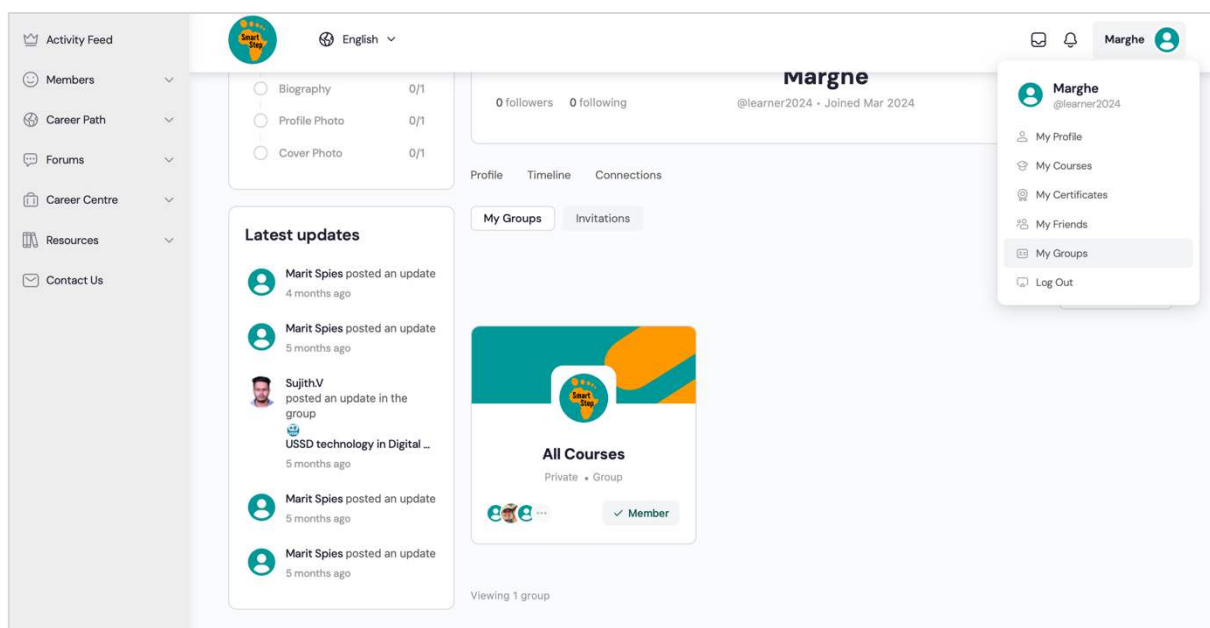 Activity Feed
Members
Career Path
Forums
Career Centre
Resources
Contact Us
Smart
Step
English
Marghe
Biography 0/1
Profile Photo 0/1
Cover Photo 0/1
Marghe
0 followers 0 following
@learner2024 • Joined Mar 2024
Profile Timeline Connections
My Groups Invitations
Latest updates
Marit Spies posted an update
4 months ago
Marit Spies posted an update
5 months ago
Sujith.V
posted an update in the
group
USSD technology in Digital ...
5 months ago
Marit Spies posted an update
5 months ago
Marit Spies posted an update
5 months ago
Smart
Step
All Courses
Private • Group
Member
Viewing 1 group
Marghe
@learner2024
My Profile
My Courses
My Certificates
My Friends
My Groups
Log Out